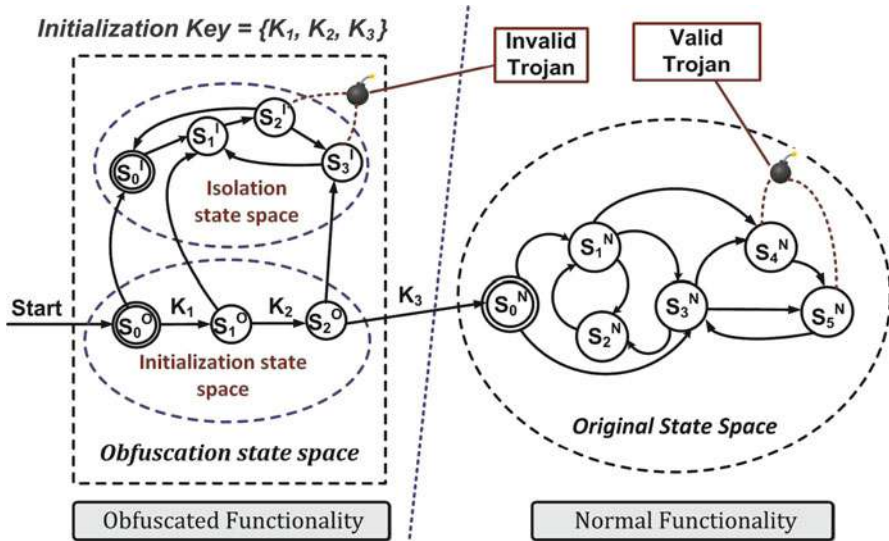 Initialization Key = {K₁, K₂, K₃}
Invalid
Trojan
Valid
Trojan
S₂ᴵ
S₁ᴵ
S₃ᴵ
S₀ᴵ
Isolation
state space
S₁ᴺ
S₄ᴺ
Start
K₁
K₂
K₃
S₀ᴼ
S₁ᴼ
S₂ᴼ
S₀ᴺ
S₃ᴺ
S₅ᴺ
S₂ᴺ
Initialization state
space
Original State Space
Obfuscation state space
Obfuscated Functionality
Normal Functionality